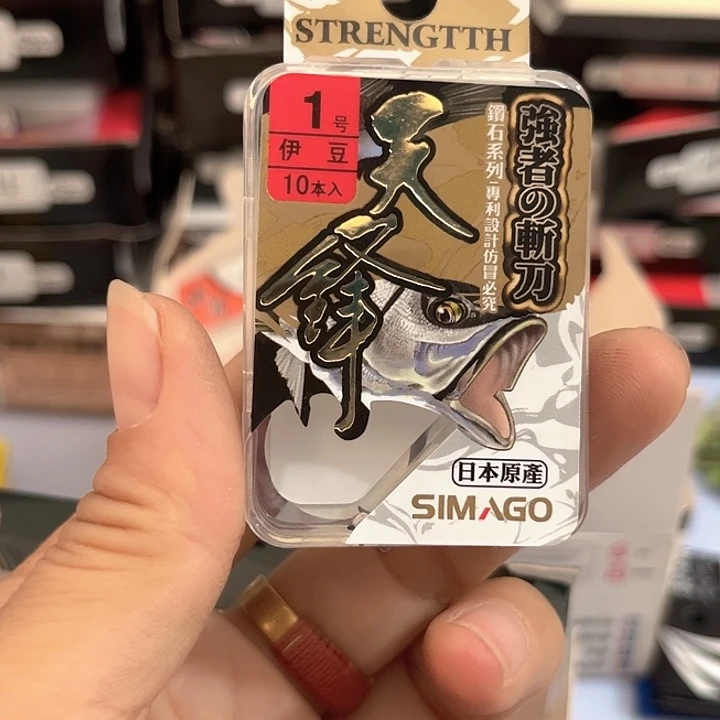 STRENGTTH
1号
伊豆
10本入
天鋒
強者の斬刀
鑽石系列-專利設計仿冒必究
日本原產
SIMAGO